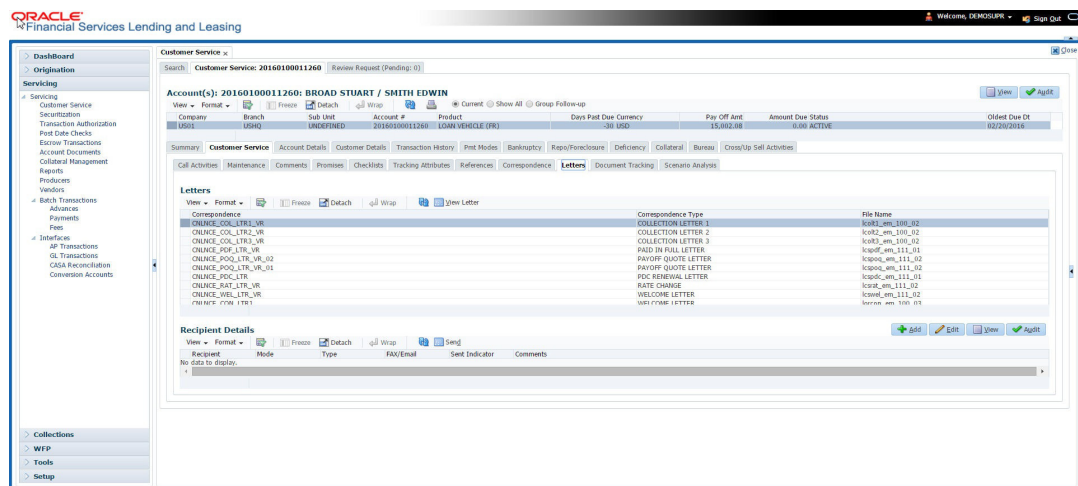 ORACLE
Financial Services Lending and Leasing
Welcome, DEMOSUPR
Sign Out
DashBoard
Origination
Servicing
Servicing
Customer Service
Securitization
Transaction Authorization
Post Date Checks
Escrow Transactions
Account Documents
Collateral Management
Reports
Producers
Vendors
Batch Transactions
Advances
Payments
Fees
Interfaces
AP Transactions
GL Transactions
CASA Reconciliation
Conversion Accounts
Collections
WFP
Tools
Setup
Customer Service x
Close
Search Customer Service: 20160100011260 Review Request (Pending: 0)
Account(s): 20160100011260: BROAD STUART / SMITH EDWIN
View Audit
View Format Freeze Detach Wrap Current Show All Group Follow-up
Company Branch Sub Unit Account # Product Days Past Due Currency Pay Off Amt Amount Due Status Oldest Due Dt
US01 USHQ UNDEFINED 20160100011260 LOAN VEHICLE (FR) -30 USD 15,002.08 0.00 ACTIVE 02/20/2016
Summary Customer Service Account Details Customer Details Transaction History Pmt Modes Bankruptcy Repo/Foreclosure Deficiency Collateral Bureau Cross/Up Sell Activities
Call Activities Maintenance Comments Promises Checklists Tracking Attributes References Correspondence Letters Document Tracking Scenario Analysis
Letters
View Format Freeze Detach Wrap View Letter
Correspondence Correspondence Type File Name
CNLNCE_COL_LTR1_VR COLLECTION LETTER 1 lcolt1_em_100_02
CNLNCE_COL_LTR2_VR COLLECTION LETTER 2 lcolt2_em_100_02
CNLNCE_COL_LTR3_VR COLLECTION LETTER 3 lcolt3_em_100_02
CNLNCE_PDF_LTR_VR PAID IN FULL LETTER lcspdf_em_111_01
CNLNCE_POQ_LTR_VR_02 PAYOFF QUOTE LETTER lcspoq_em_111_02
CNLNCE_POQ_LTR_VR_01 PAYOFF QUOTE LETTER lcspoq_em_111_02
CNLNCE_PDC_LTR PDC RENEWAL LETTER lcspdc_em_111_01
CNLNCE_RAT_LTR_VR RATE CHANGE lcsrat_em_111_02
CNLNCE_WEL_LTR_VR WELCOME LETTER lcswel_em_111_02
CNLNCE_CON_LTR1 WELCOME LETTER
Recipient Details
Add Edit View Audit
View Format Freeze Detach Wrap Send
Recipient Mode Type FAX/Email Sent Indicator Comments
No data to display.